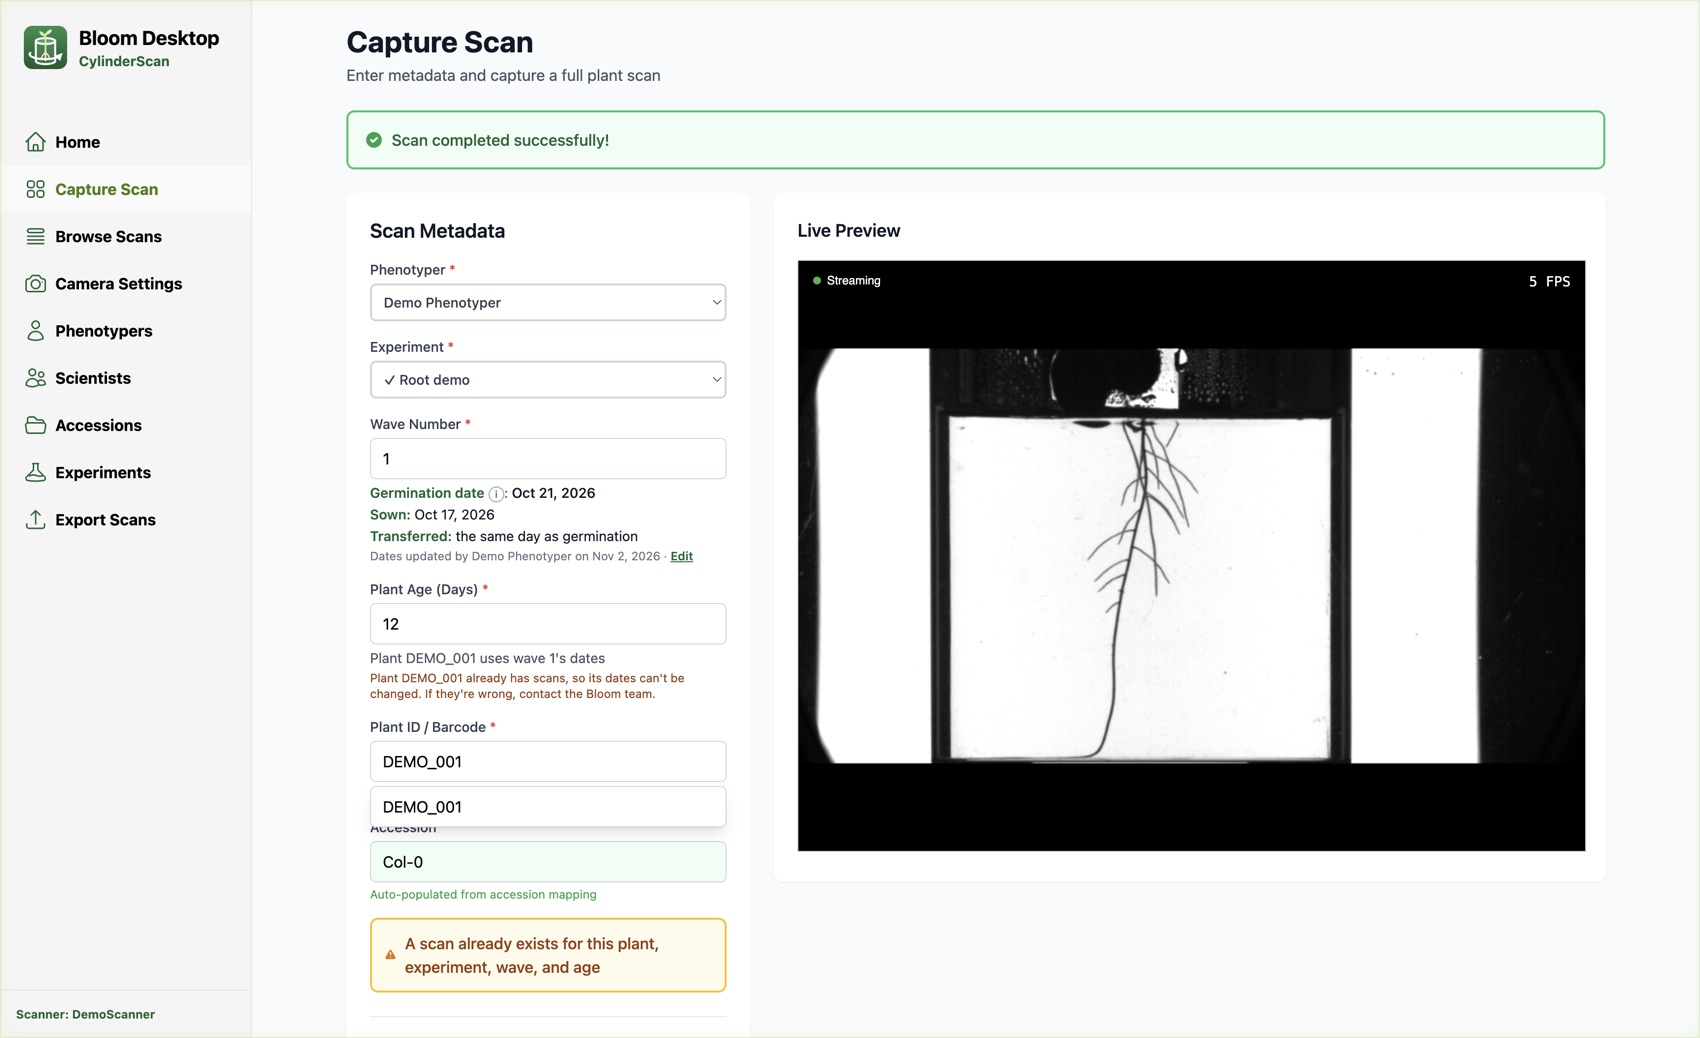 Bloom Desktop
CylinderScan
Home
Capture Scan
Browse Scans
Camera Settings
Phenotypers
Scientists
Accessions
Experiments
Export Scans
Scanner: DemoScanner
Capture Scan
Enter metadata and capture a full plant scan
Scan completed successfully!
Scan Metadata
Phenotyper *
Demo Phenotyper
Experiment *
✓ Root demo
Wave Number *
1
Germination date ⓘ: Oct 21, 2026
Sown: Oct 17, 2026
Transferred: the same day as germination
Dates updated by Demo Phenotyper on Nov 2, 2026 · Edit
Plant Age (Days) *
12
Plant DEMO_001 uses wave 1's dates
Plant DEMO_001 already has scans, so its dates can't be
changed. If they're wrong, contact the Bloom team.
Plant ID / Barcode *
DEMO_001
DEMO_001
Accession
Col-0
Auto-populated from accession mapping
A scan already exists for this plant,
experiment, wave, and age
Live Preview
Streaming
5 FPS